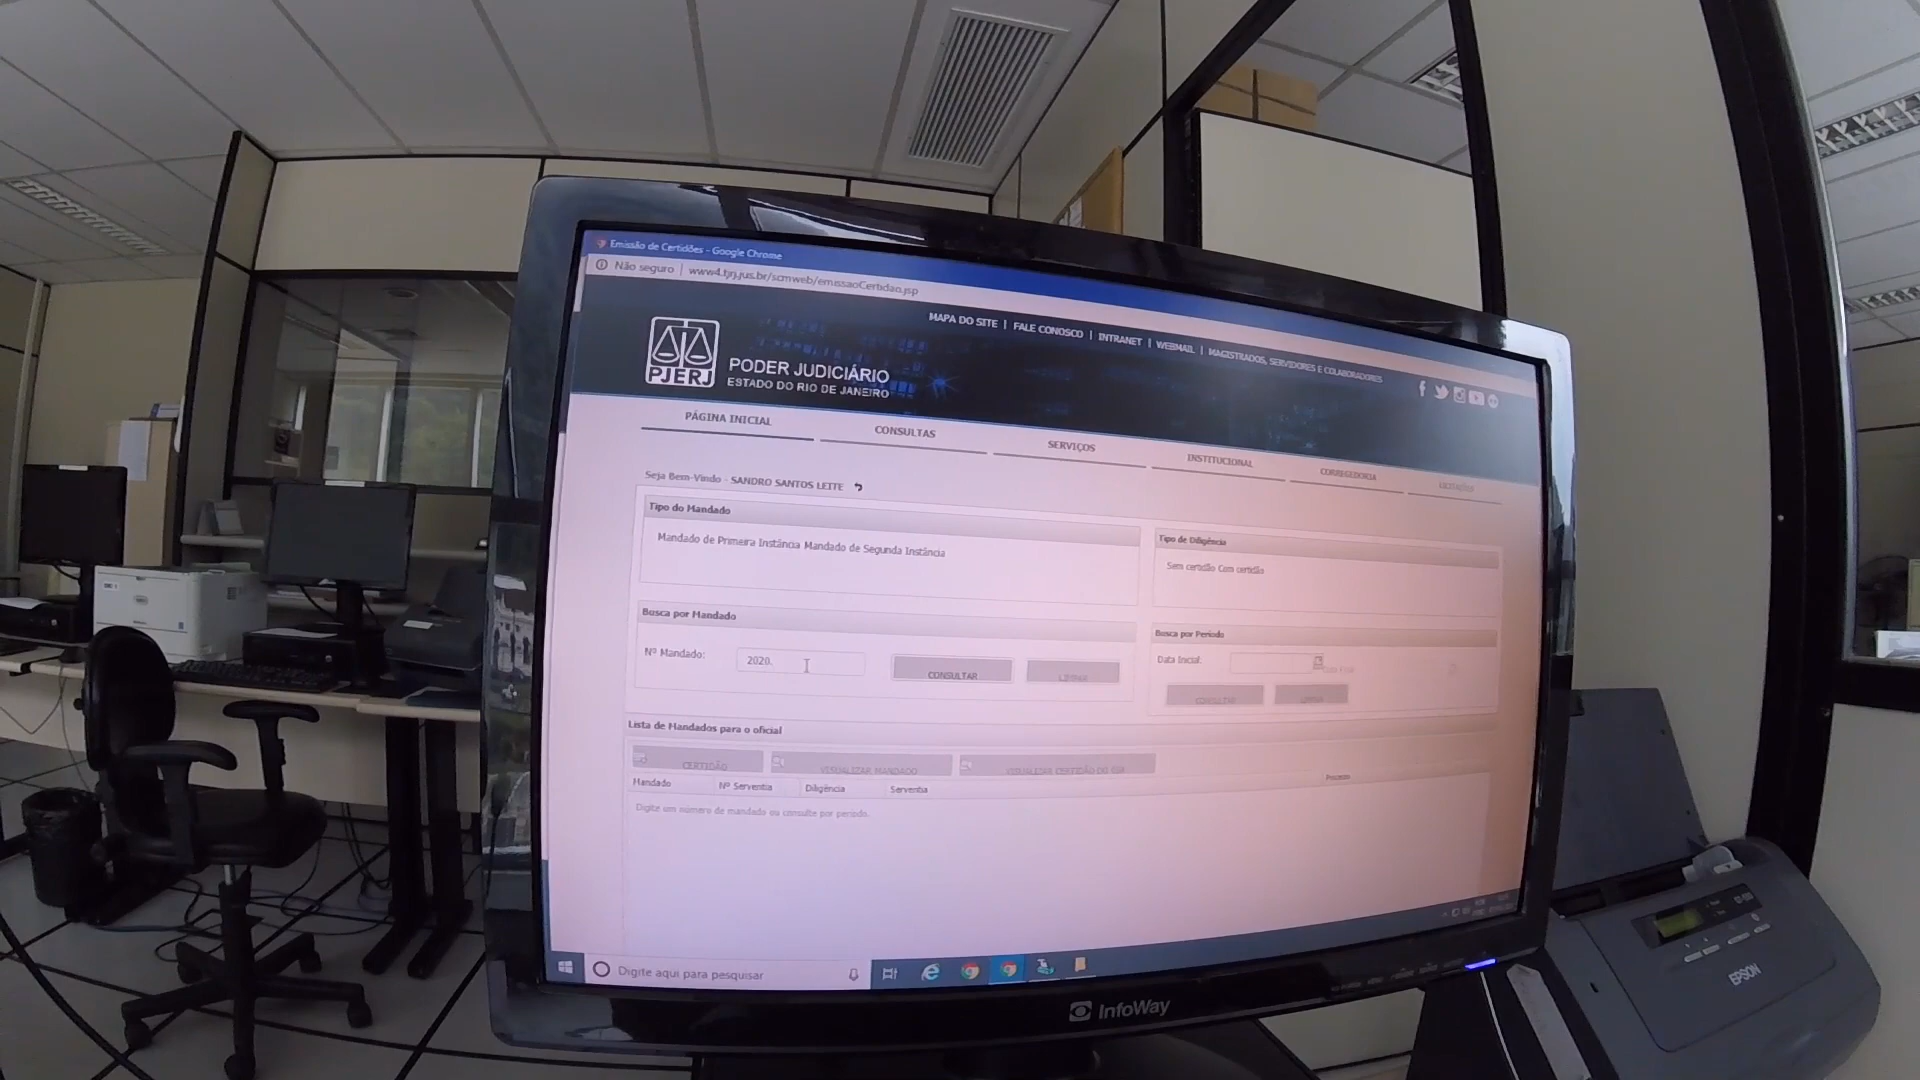 Emissão de Certidões - Google Chrome
Não seguro | www4.tjrj.jus.br/scmweb/emissaoCertidao.jsp
MAPA DO SITE | FALE CONOSCO | INTRANET | WEBMAIL | MAGISTRADOS, SERVIDORES E COLABORADORES
PJERJ
PODER JUDICIÁRIO
ESTADO DO RIO DE JANEIRO
PÁGINA INICIAL
CONSULTAS
SERVIÇOS
INSTITUCIONAL
CORREGEDORIA
LICITAÇÕES
Seja Bem-Vindo - SANDRO SANTOS LEITE
Tipo do Mandado
Mandado de Primeira Instância Mandado de Segunda Instância
Tipo de Diligência
Sem certidão Com certidão
Busca por Mandado
Nº Mandado: 2020.
CONSULTAR
LIMPAR
Busca por Período
Data Inicial:
CONSULTAR
LIMPAR
Lista de Mandados para o oficial
CERTIDÃO
VISUALIZAR MANDADO
Mandado
Nº Serventia
Diligência
Serventia
Processo
Digite um número de mandado ou consulte por período.
Digite aqui para pesquisar
InfoWay
EPSON